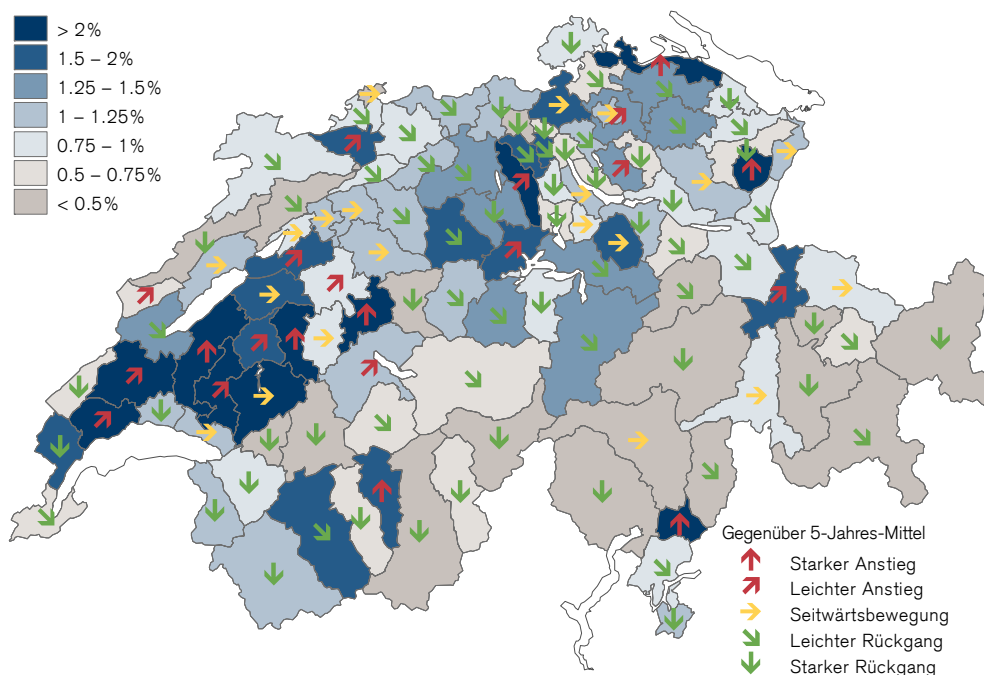 > 2%
1.5 – 2%
1.25 – 1.5%
1 – 1.25%
0.75 – 1%
0.5 – 0.75%
< 0.5%
Gegenüber 5-Jahres-Mittel
Starker Anstieg
Leichter Anstieg
Seitwärtsbewegung
Leichter Rückgang
Starker Rückgang